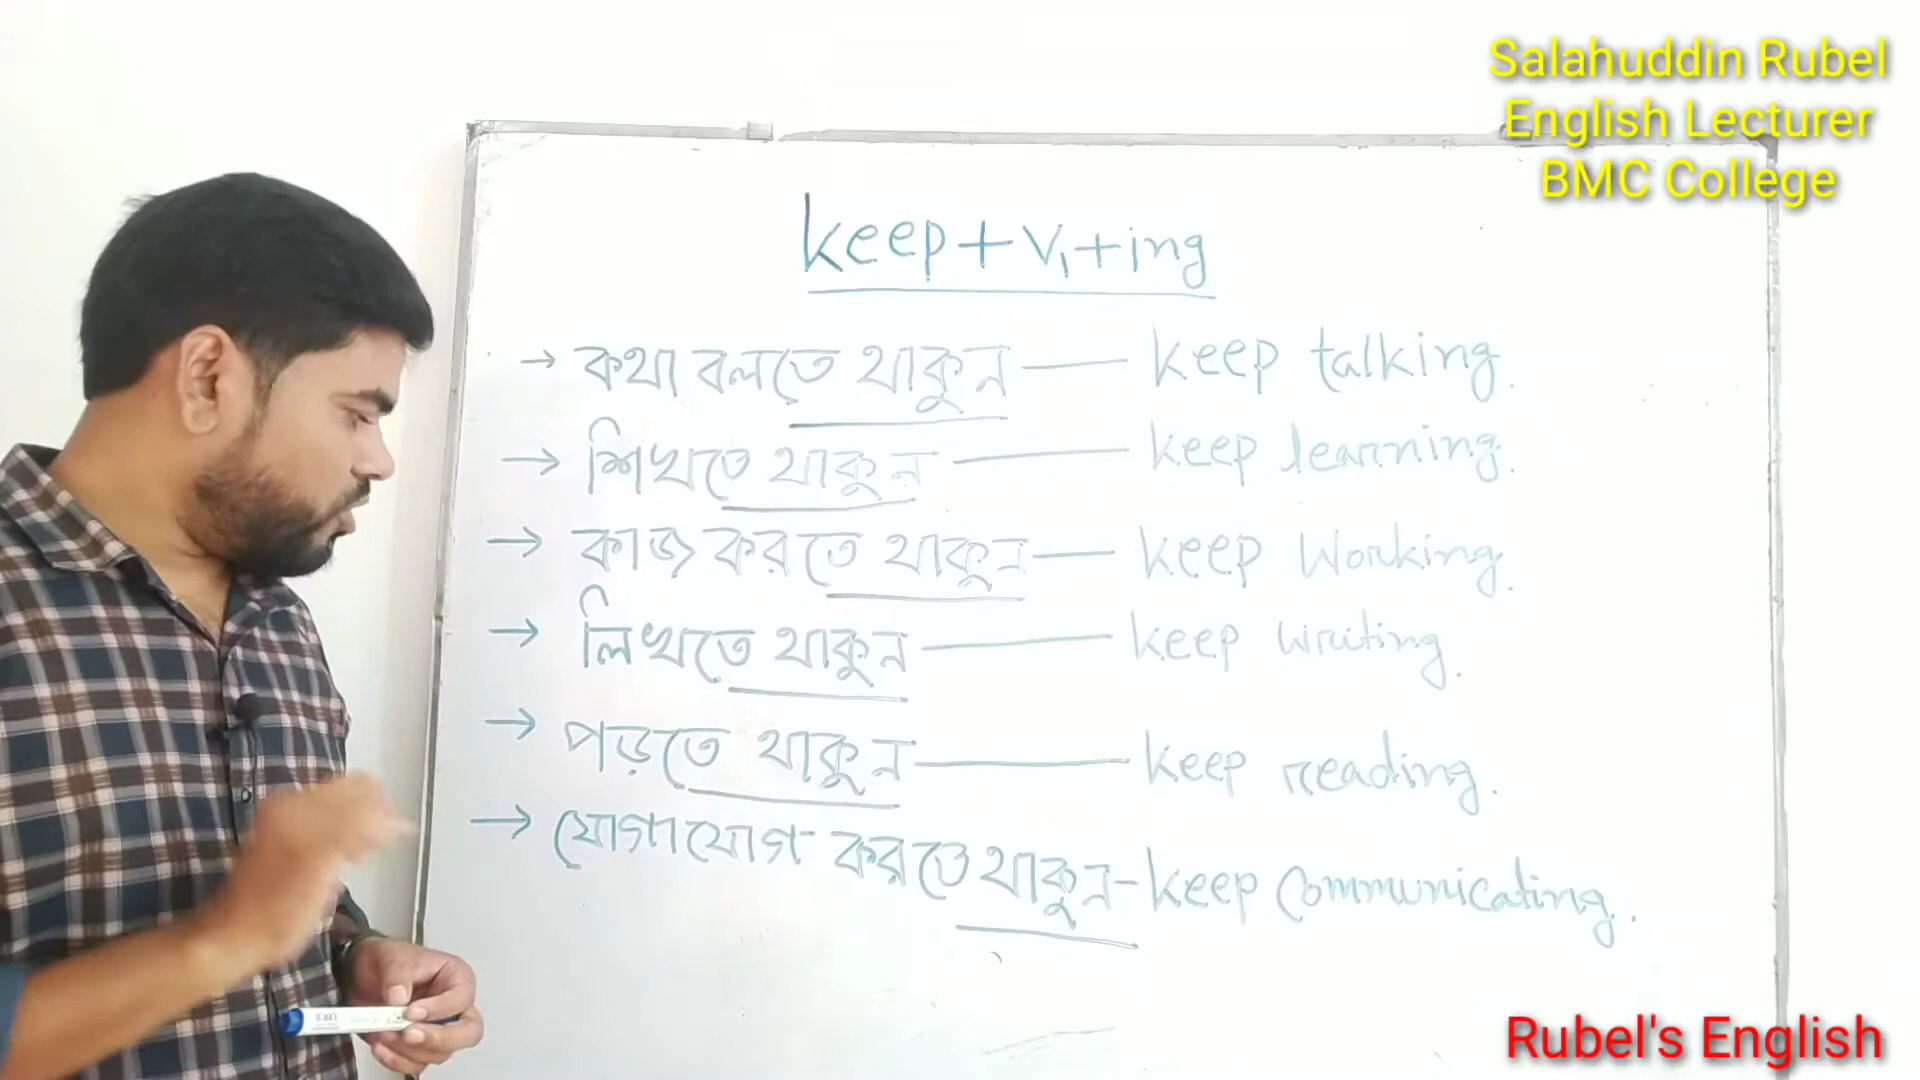 Salahuddin Rubel
English Lecturer
BMC College
keep + V₁ + ing
→ কথা বলতে থাকুন — keep talking.
→ শিখতে থাকুন — keep learning.
→ কাজ করতে থাকুন — keep working.
→ লিখতে থাকুন — keep writing.
→ পড়তে থাকুন — keep reading.
→ যোগাযোগ করতে থাকুন - keep communicating.
Rubel's English